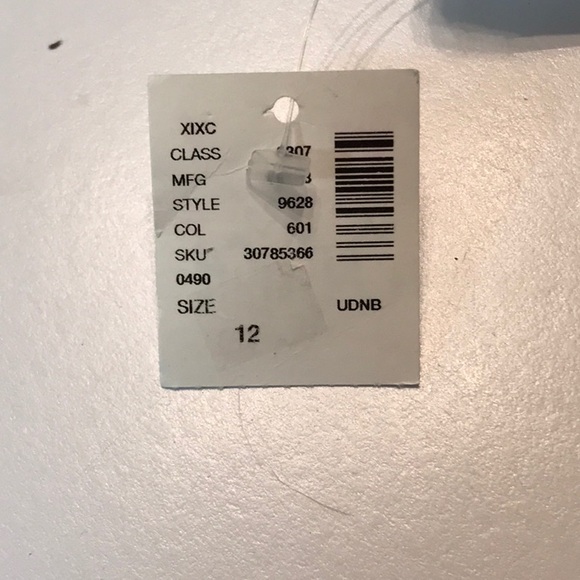 XIXC
CLASS
MFG
STYLE 9628
COL 601
SKU 30785366
0490
SIZE UDNB
12